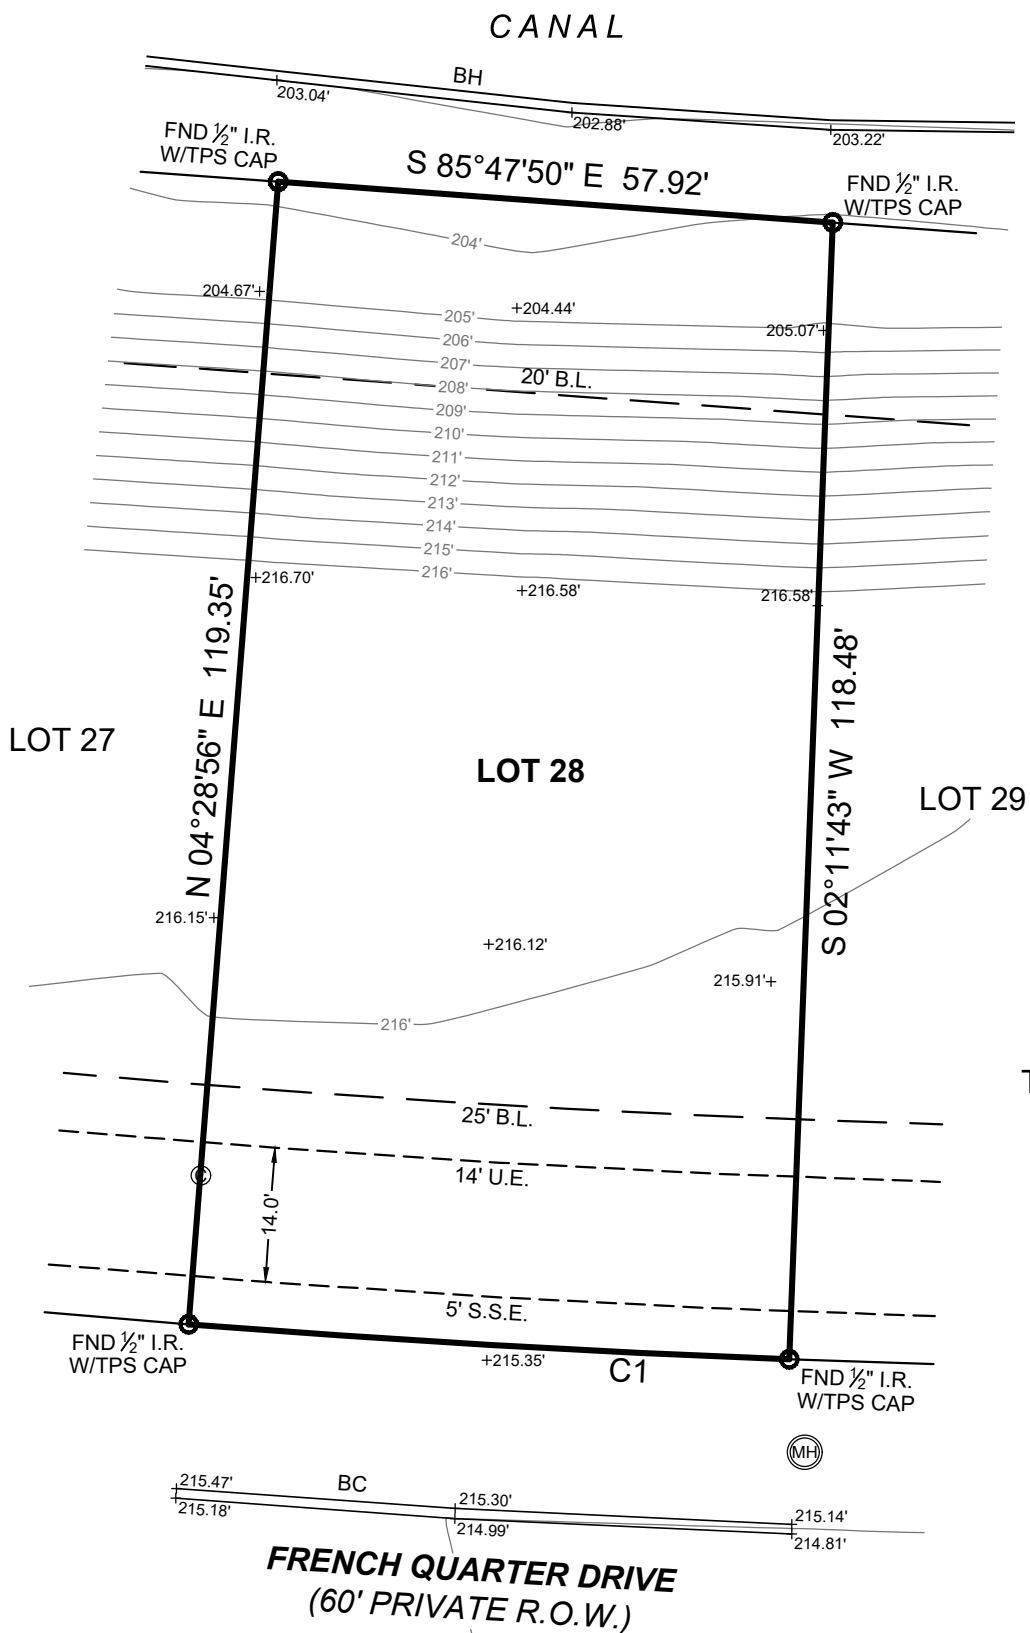 CANAL
BH
203.04'
202.88'
203.22'
FND ½" I.R.
W/TPS CAP
S 85°47'50" E 57.92'
FND ½" I.R.
W/TPS CAP
204'
204.67'+
+204.44'
205'
205.07'+
206'
207'
20' B.L.
208'
209'
210'
211'
212'
213'
214'
215'
216'
+216.70'
+216.58'
216.58'
N 04°28'56" E 119.35'
S 02°11'43" W 118.48'
LOT 27
LOT 28
LOT 29
216.15'+
+216.12'
215.91'+
216'
T
25' B.L.
14' U.E.
C
14.0'
5' S.S.E.
FND ½" I.R.
W/TPS CAP
+215.35'
C1
FND ½" I.R.
W/TPS CAP
MH
215.47'
BC
215.30'
215.14'
215.18'
214.99'
214.81'
FRENCH QUARTER DRIVE
(60' PRIVATE R.O.W.)